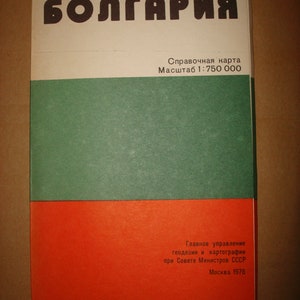 БОЛГАРИЯ
Справочная карта
Масштаб 1:750 000
Главное управление
геодезии и картографии
при Совете Министров СССР
Москва 1976